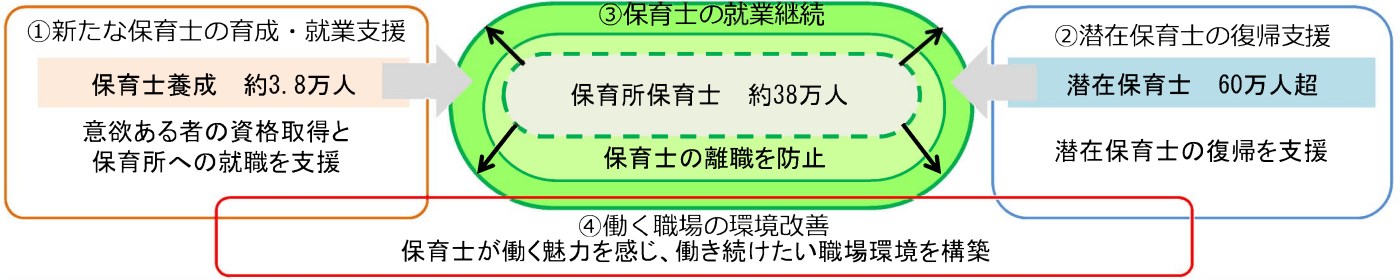 ①新たな保育士の育成・就業支援
保育士養成　約3.8万人
意欲ある者の資格取得と
保育所への就職を支援
③保育士の就業継続
保育所保育士　約38万人
保育士の離職を防止
②潜在保育士の復帰支援
潜在保育士　60万人超
潜在保育士の復帰を支援
④働く職場の環境改善
保育士が働く魅力を感じ、働き続けたい職場環境を構築